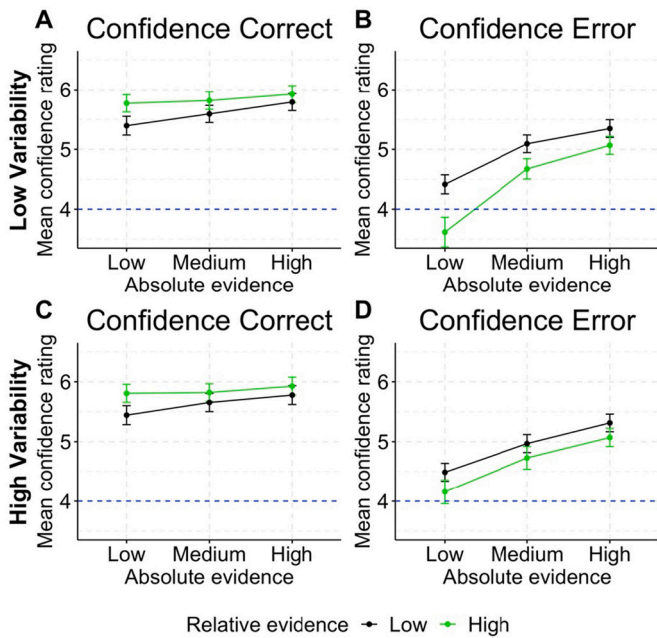 A Confidence Correct
Low Variability
Mean confidence rating
6
5
4
Low Medium High
Absolute evidence
B Confidence Error
Mean confidence rating
6
5
4
Low Medium High
Absolute evidence
C Confidence Correct
High Variability
Mean confidence rating
6
5
4
Low Medium High
Absolute evidence
D Confidence Error
Mean confidence rating
6
5
4
Low Medium High
Absolute evidence
Relative evidence Low High